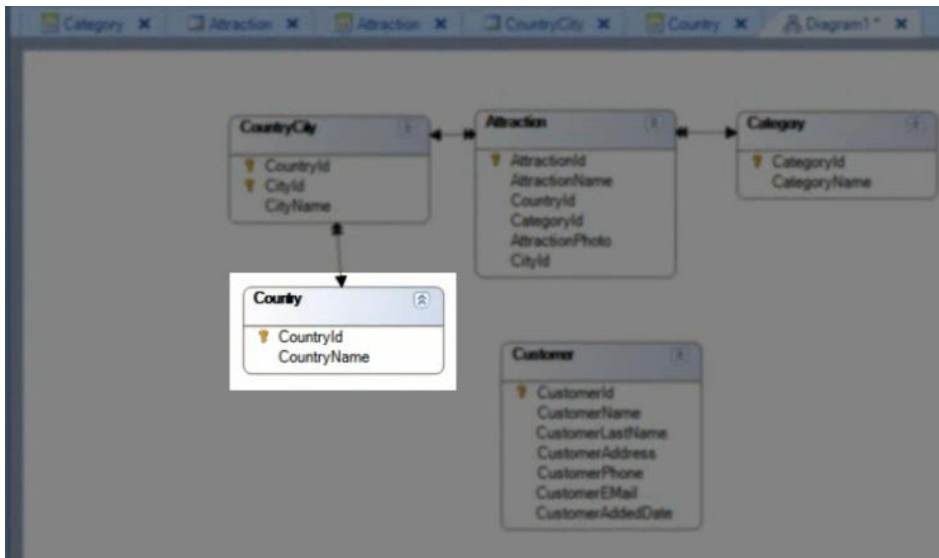 Category
Attraction
Attraction
CountryCity
Country
Diagram1 *
CountryCity
CountryId
CityId
CityName
Attraction
AttractionId
AttractionName
CountryId
CategoryId
AttractionPhoto
CityId
Category
CategoryId
CategoryName
Country
CountryId
CountryName
Customer
CustomerId
CustomerName
CustomerLastName
CustomerAddress
CustomerPhone
CustomerEMail
CustomerAddedDate